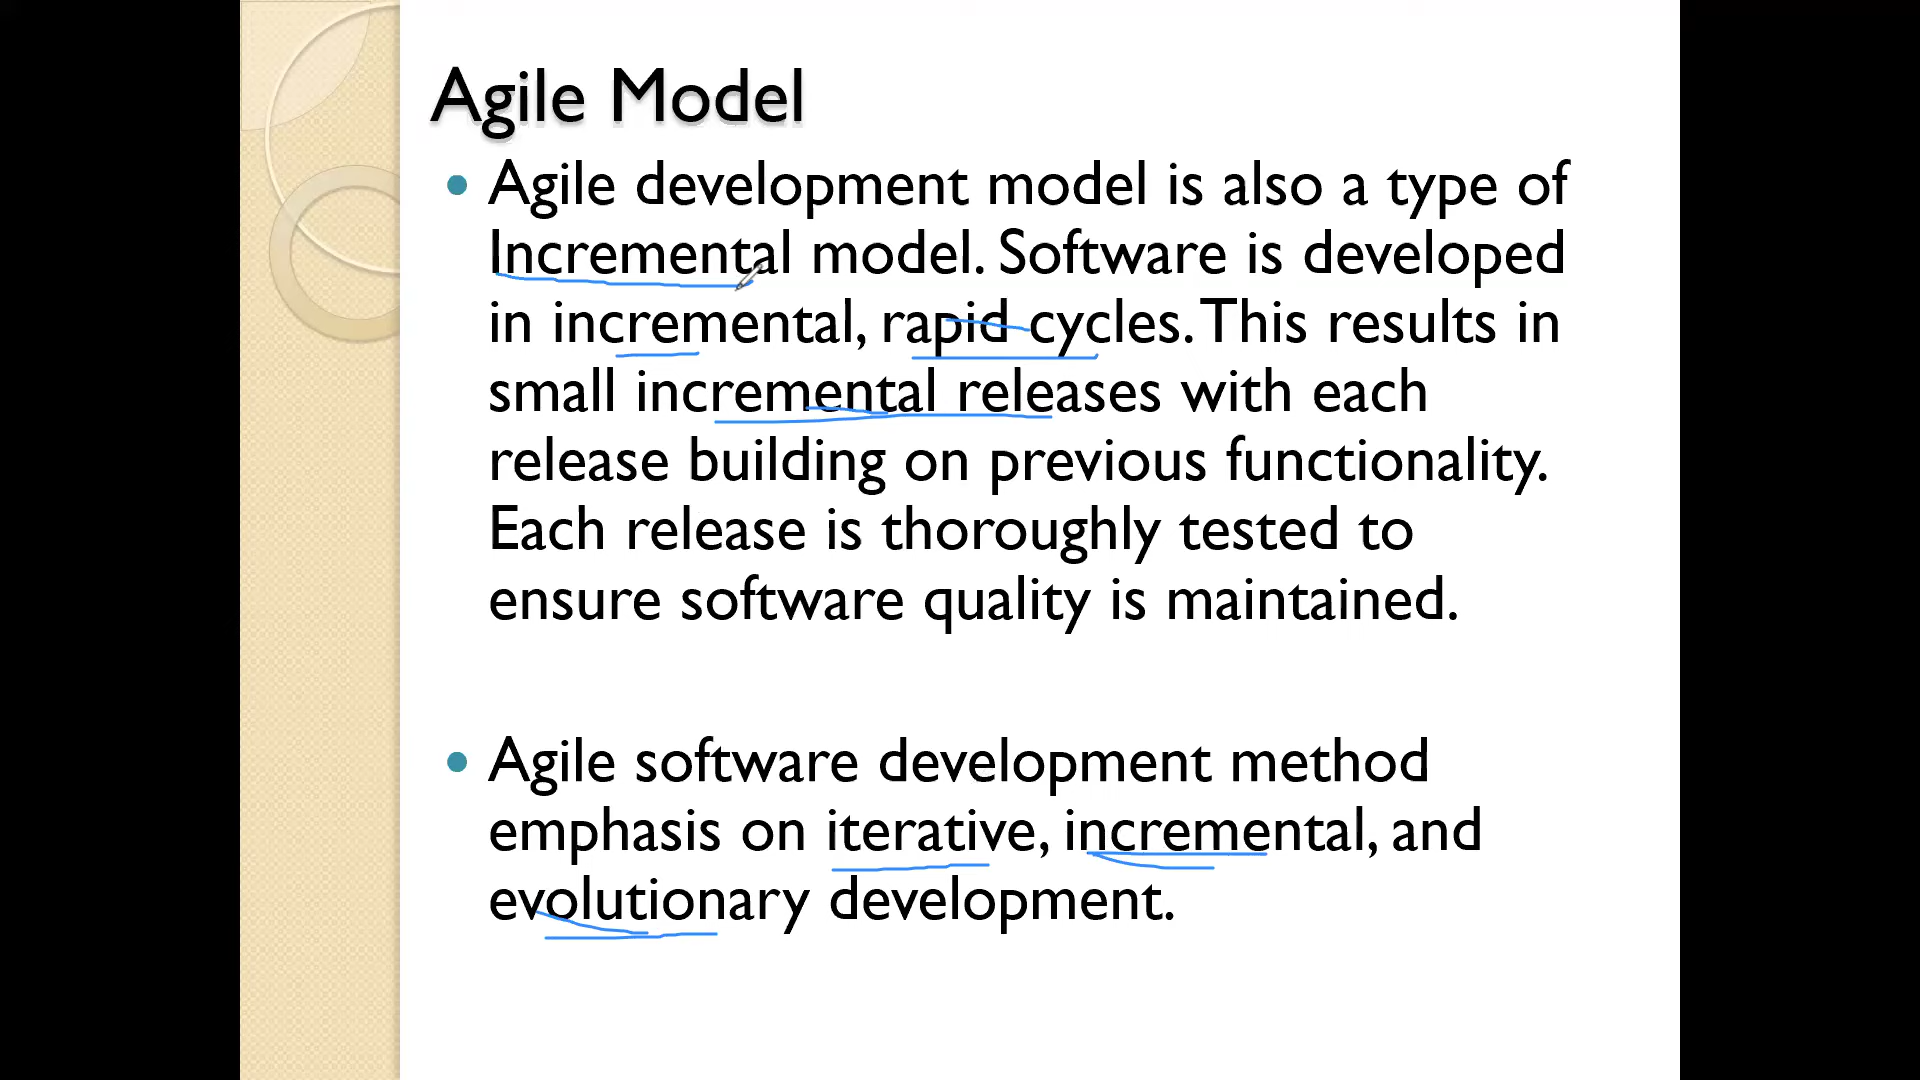 Agile Model
• Agile development model is also a type of
Incremental model. Software is developed
in incremental, rapid cycles. This results in
small incremental releases with each
release building on previous functionality.
Each release is thoroughly tested to
ensure software quality is maintained.
• Agile software development method
emphasis on iterative, incremental, and
evolutionary development.